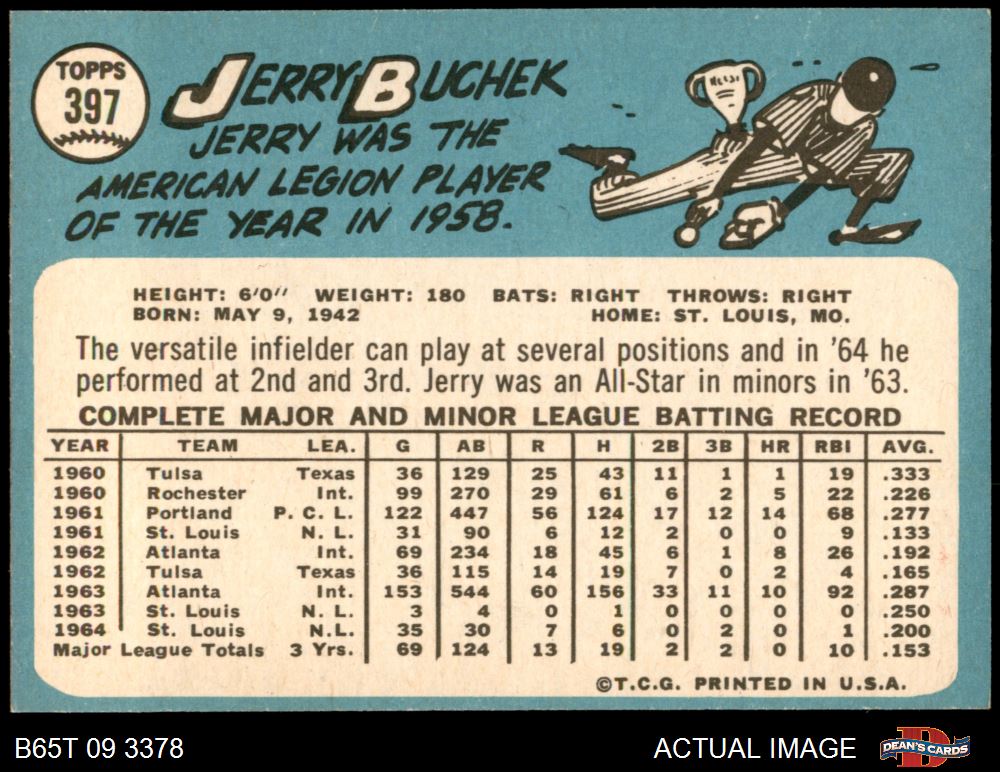 TOPPS
397
JERRY BUCHEK
JERRY WAS THE
AMERICAN LEGION PLAYER
OF THE YEAR IN 1958.
HEIGHT: 6'0" WEIGHT: 180 BATS: RIGHT THROWS: RIGHT
BORN: MAY 9, 1942 HOME: ST. LOUIS, MO.
The versatile infielder can play at several positions and in '64 he
performed at 2nd and 3rd. Jerry was an All-Star in minors in '63.
COMPLETE MAJOR AND MINOR LEAGUE BATTING RECORD
YEAR TEAM LEA. G AB R H 2B 3B HR RBI AVG.
1960 Tulsa Texas 36 129 25 43 11 1 1 19 .333
1960 Rochester Int. 99 270 29 61 6 2 5 22 .226
1961 Portland P. C. L. 122 447 56 124 17 12 14 68 .277
1961 St. Louis N. L. 31 90 6 12 2 0 0 9 .133
1962 Atlanta Int. 69 234 18 45 6 1 8 26 .192
1962 Tulsa Texas 36 115 14 19 7 0 2 4 .165
1963 Atlanta Int. 153 544 60 156 33 11 10 92 .287
1963 St. Louis N. L. 3 4 0 1 0 0 0 0 .250
1964 St. Louis N.L. 35 30 7 6 0 2 0 1 .200
Major League Totals 3 Yrs. 69 124 13 19 2 2 0 10 .153
©T.C.G. PRINTED IN U.S.A.
B65T 09 3378 ACTUAL IMAGE DEAN'S CARDS